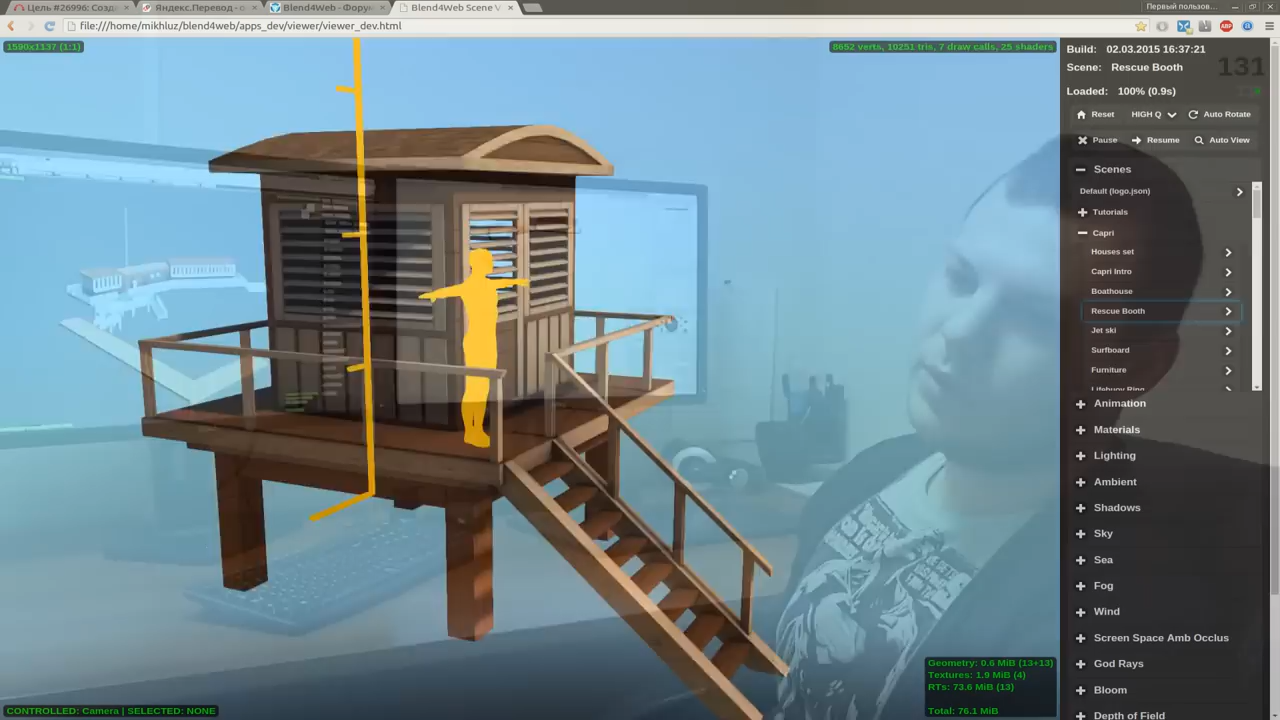 Цель #26996: Созда
Яндекс.Перевод - о
Blend4Web - Форум
Blend4Web Scene V
Первый пользов...
file:///home/mikhluz/blend4web/apps_dev/viewer/viewer_dev.html
1590x1137 (1:1)
8652 verts, 10251 tris, 7 draw calls, 25 shaders
Build: 02.03.2015 16:37:21
131
Scene: Rescue Booth
Loaded: 100% (0.9s)
Reset HIGH Q Auto Rotate
Pause Resume Auto View
Scenes
Default (logo.json)
Tutorials
Capri
Houses set
Capri Intro
Boathouse
Rescue Booth
Jet ski
Surfboard
Furniture
Lifebuoy Ring
Animation
Materials
Lighting
Ambient
Shadows
Sky
Sea
Fog
Wind
Screen Space Amb Occlus
God Rays
Bloom
Depth of Field
Geometry: 0.6 MiB (13+13)
Textures: 1.9 MiB (4)
RTs: 73.6 MiB (13)
Total: 76.1 MiB
CONTROLLED: Camera | SELECTED: NONE